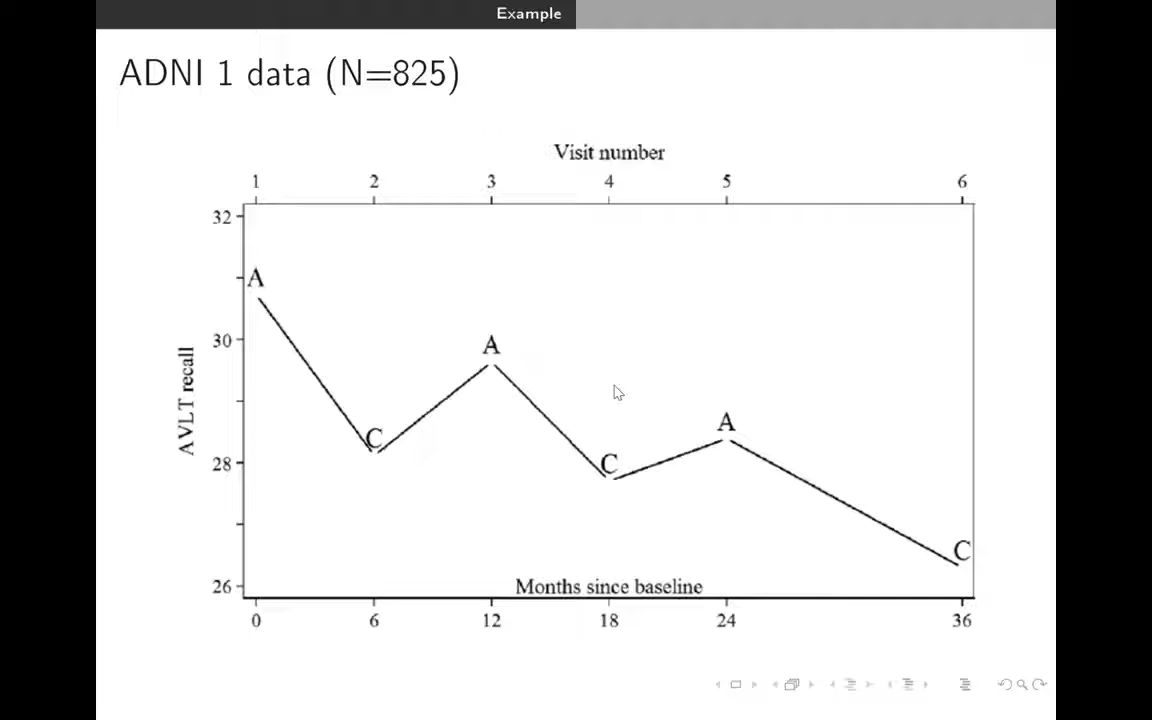 Example
ADNI 1 data (N=825)
Visit number
1 2 3 4 5 6
32
A
30
A
AVLT recall
A
C
28
C
C
26
Months since baseline
0 6 12 18 24 36